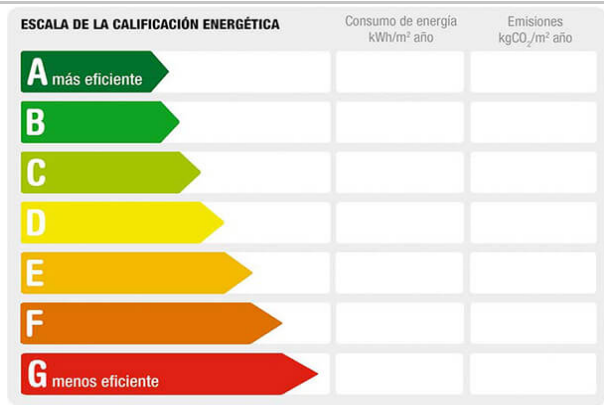 ESCALA DE LA CALIFICACIÓN ENERGÉTICA
Consumo de energía
kWh/m² año
Emisiones
kgCO₂/m² año
A más eficiente
B
C
D
E
F
G menos eficiente